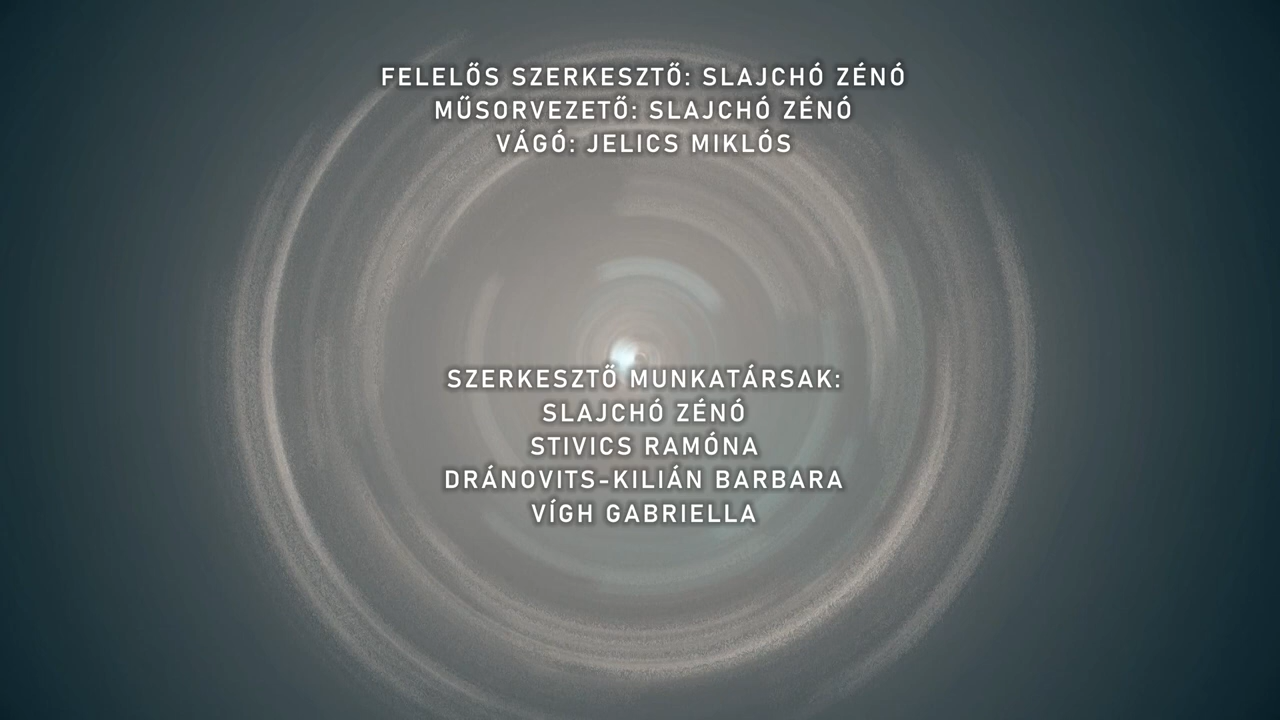 FELELŐS SZERKESZTŐ: SLAJCHÓ ZÉNÓ
MŰSORVEZETŐ: SLAJCHÓ ZÉNÓ
VÁGÓ: JELICS MIKLÓS
SZERKESZTŐ MUNKATÁRSAK:
SLAJCHÓ ZÉNÓ
STIVICS RAMÓNA
DRÁNOVITS-KILIÁN BARBARA
VÍGH GABRIELLA